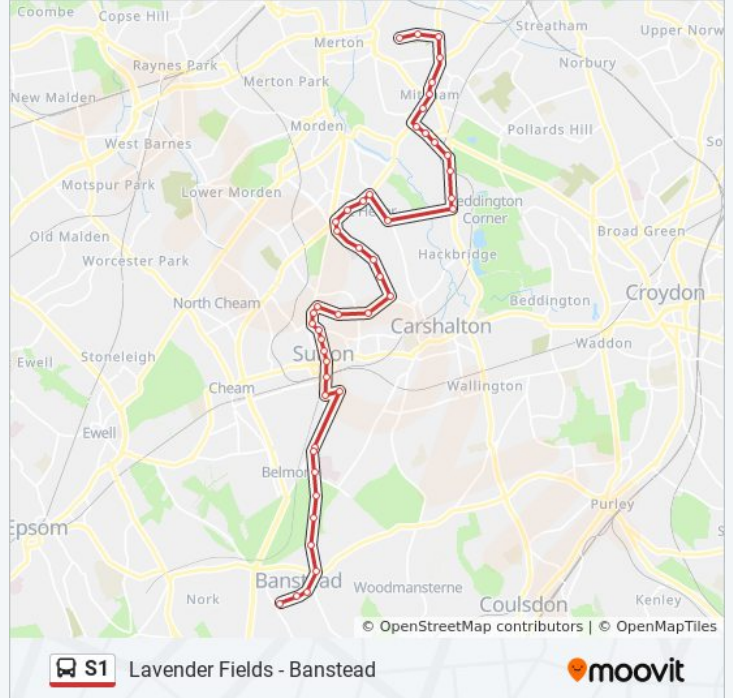 Coombe
Copse Hill
Streatham
Merton
Upper Norw
Raynes Park
Norbury
Merton Park
New Malden
Mitcham
Morden
Pollards Hill
West Barnes
So
Motspur Park
Lower Morden
Beddington
Corner
St Helier
Old Malden
Broad Green
Worcester Park
Hackbridge
Croydon
North Cheam
Beddington
Carshalton
Waddon
Ewell
Stoneleigh
Sutton
Cheam
Wallington
Ewell
Belmont
Purley
Epsom
S
Banstead
Woodmansterne
Nork
Coulsdon
Kenley
© OpenStreetMap contributors | © OpenMapTiles
S1 Lavender Fields - Banstead
moovit